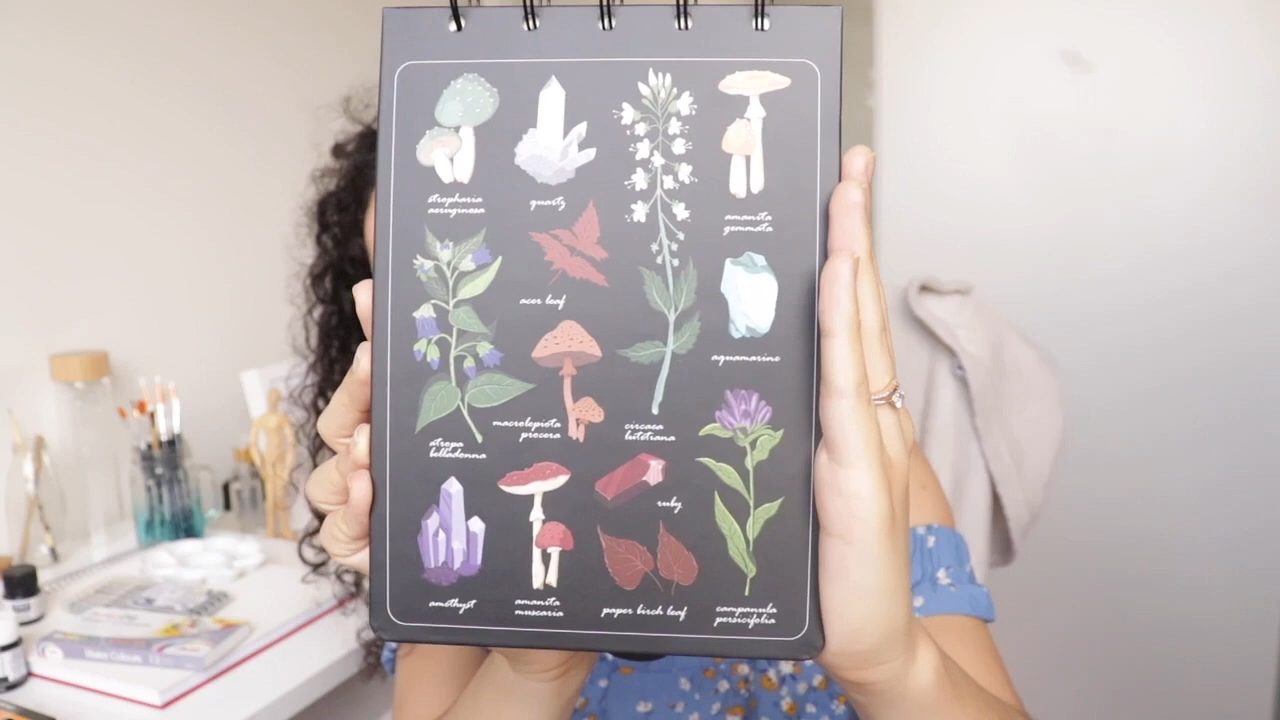 stropharia
aeruginosa
quartz
amanita
gemmata
acer leaf
aquamarine
macrolepiota
procera
circaea
lutetiana
atropa
belladonna
ruby
amethyst
amanita
muscaria
paper birch leaf
campanula
persicifolia